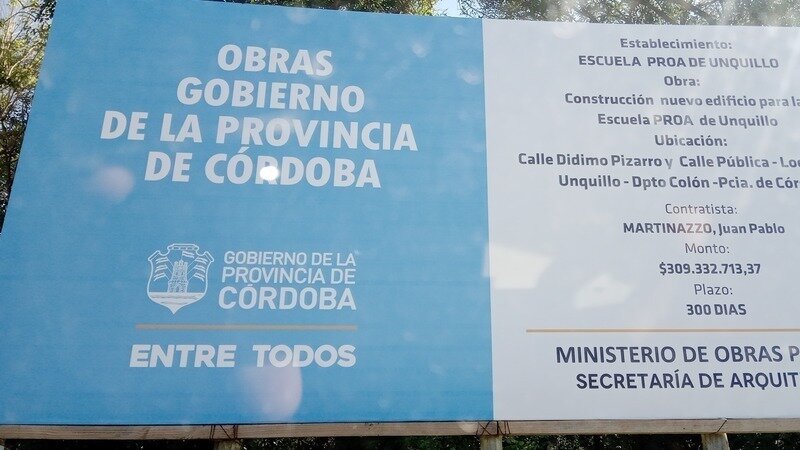 OBRAS
GOBIERNO
DE LA PROVINCIA
DE CÓRDOBA
GOBIERNO DE LA
PROVINCIA DE
CÓRDOBA
ENTRE TODOS
Establecimiento:
ESCUELA PROA DE UNQUILLO
Obra:
Construcción nuevo edificio para la
Escuela PROA de Unquillo
Ubicación:
Calle Didimo Pizarro y Calle Pública - Loc
Unquillo - Dpto Colón -Pcia. de Cór
Contratista:
MARTINAZZO, Juan Pablo
Monto:
$309.332.713,37
Plazo:
300 DIAS
MINISTERIO DE OBRAS P
SECRETARÍA DE ARQUIT